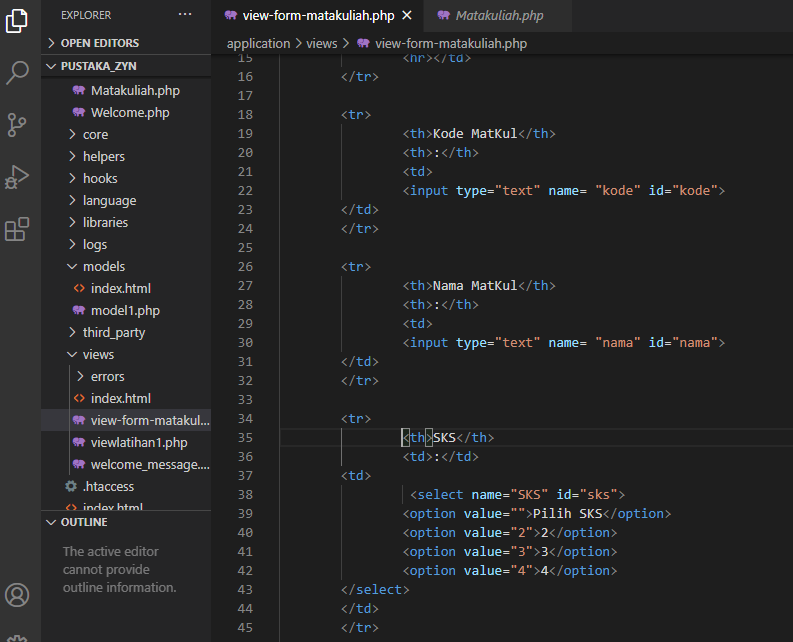 EXPLORER ...
OPEN EDITORS
PUSTAKA_ZYN
Matakuliah.php
Welcome.php
core
helpers
hooks
language
libraries
logs
models
index.html
model1.php
third_party
views
errors
index.html
view-form-matakul...
viewlatihan1.php
welcome_message....
.htaccess
index.html
OUTLINE
The active editor
cannot provide
outline information.
view-form-matakuliah.php Matakuliah.php
application > views > view-form-matakuliah.php
15 <hr></td>
16 </tr>
17
18 <tr>
19 <th>Kode MatKul</th>
20 <th>:</th>
21 <td>
22 <input type="text" name= "kode" id="kode">
23 </td>
24 </tr>
25
26 <tr>
27 <th>Nama MatKul</th>
28 <th>:</th>
29 <td>
30 <input type="text" name= "nama" id="nama">
31 </td>
32 </tr>
33
34 <tr>
35 <th>SKS</th>
36 <td>:</td>
37 <td>
38 <select name="SKS" id="sks">
39 <option value="">Pilih SKS</option>
40 <option value="2">2</option>
41 <option value="3">3</option>
42 <option value="4">4</option>
43 </select>
44 </td>
45 </tr>